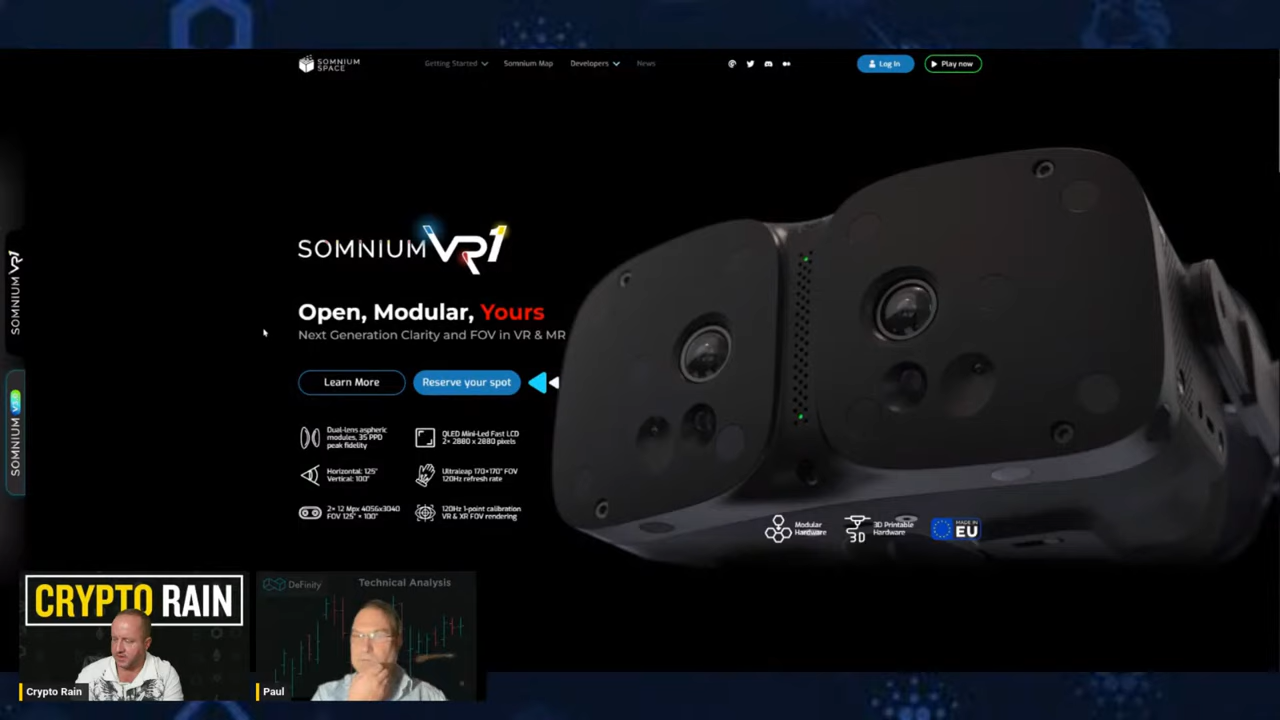 SOMNIUM
SPACE
Getting Started
Somnium Map
Developers
News
Log In
Play now
SOMNIUM VR1
SOMNIUM VR1
Open, Modular, Yours
Next Generation Clarity and FOV in VR & MR
Learn More
Reserve your spot
Dual-lens aspheric
modules, 35 PPD
peak fidelity
QLED Mini-Led Fast LCD
2× 2880 x 2880 pixels
Horizontal: 125°
Vertical: 100°
Ultraleap 170×170° FOV
120Hz refresh rate
2× 12 Mpx 4056x3040
FOV 125° × 100°
120Hz 1-point calibration
VR & XR FOV rendering
SOMNIUM
Modular
Hardware
3D
3D Printable
Hardware
MADE IN
EU
CRYPTO RAIN
Crypto Rain
DeFinity
Technical Analysis
Paul